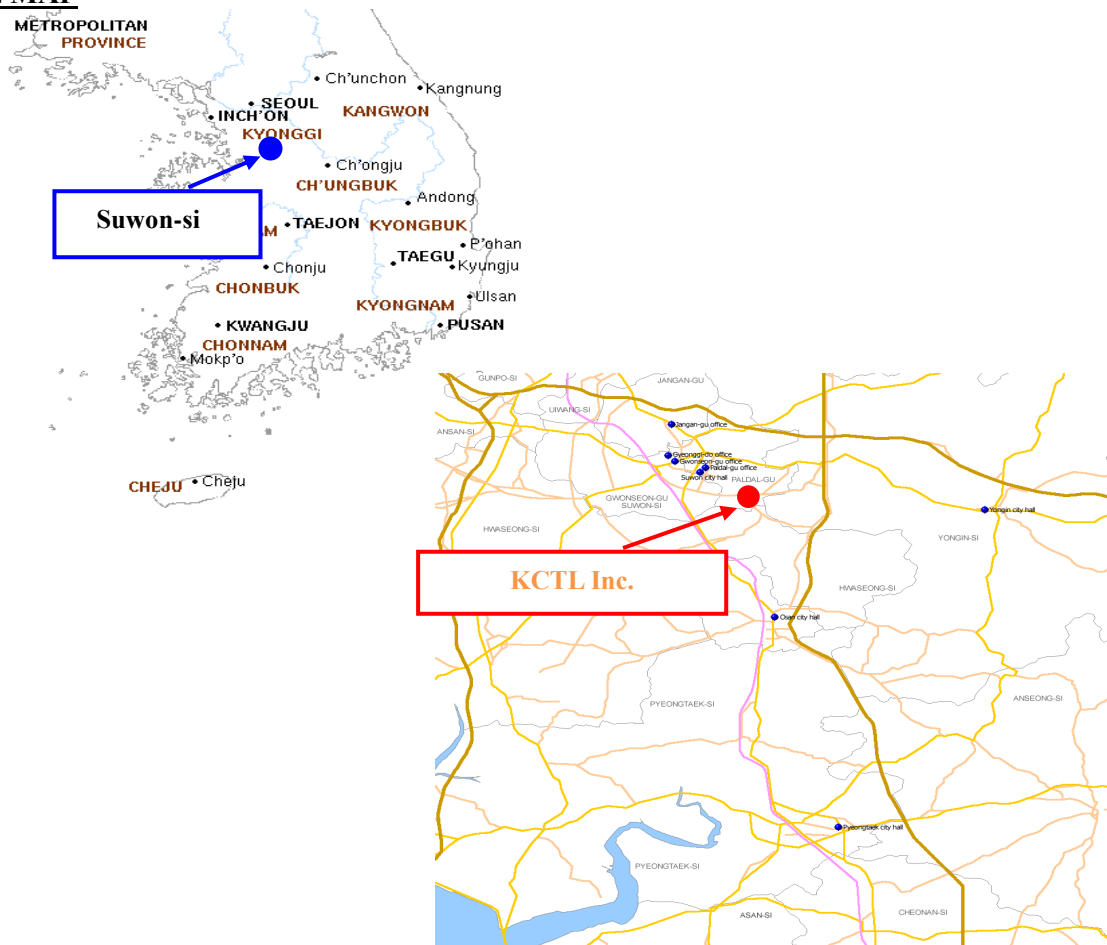 MAP
METROPOLITAN
PROVINCE
Ch'unchon
Kangnung
SEOUL
INCH'ON
KANGWON
KYONGGI
Ch'ongju
CH'UNGBUK
Andong
Suwon-si
TAEJON
KYONGBUK
AM
P'ohan
TAEGU
Kyungju
Chonju
CHONBUK
Ulsan
KYONGNAM
KWANGJU
PUSAN
CHONNAM
Mokp'o
CHEJU
Cheju
GUNPO-SI
JANGAN-GU
UIWANG-SI
Jangan-gu office
ANSAN-SI
Gyeonggi-do office
Gwonseon-gu office
Paldal-gu office
Suwon city hall
PALDAL-GU
GWONSEON-GU
SUWON-SI
Yongin city hall
HWASEONG-SI
YONGIN-SI
KCTL Inc.
HWASEONG-SI
Osan city hall
ANSEONG-SI
PYEONGTAEK-SI
Pyeongtaek city hall
PYEONGTAEK-SI
ASAN-SI
CHEONAN-SI